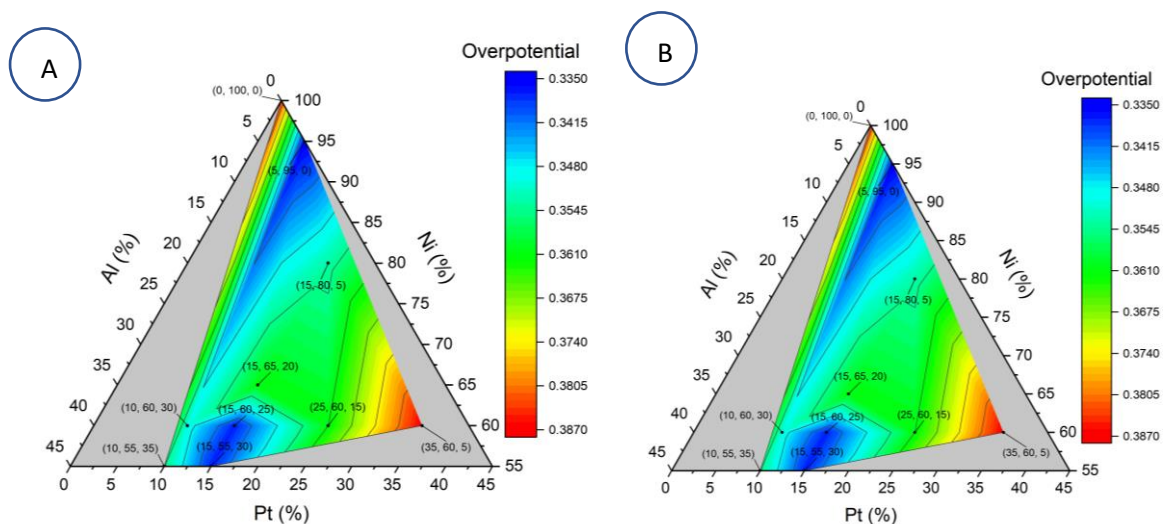 A
Overpotential
0.3350
0.3415
0.3480
0.3545
0.3610
0.3675
0.3740
0.3805
0.3870
0
(0, 100, 0)
100
5
95
10
(5, 95, 0)
90
15
85
20
Al (%)
Ni (%)
80
25
(15, 80, 5)
75
30
70
35
(15, 65, 20)
65
40
(10, 60, 30)
(15, 60, 25)
(25, 60, 15)
60
45
(10, 55, 35)
(15, 55, 30)
(35, 60, 5)
55
0 5 10 15 20 25 30 35 40 45
Pt (%)
B
Overpotential
0.3350
0.3415
0.3480
0.3545
0.3610
0.3675
0.3740
0.3805
0.3870
0
(0, 100, 0)
100
5
95
10
(5, 95, 0)
90
15
85
20
Al (%)
Ni (%)
80
25
(15, 80, 5)
75
30
70
35
(15, 65, 20)
65
40
(10, 60, 30)
(15, 60, 25)
(25, 60, 15)
60
45
(10, 55, 35)
(15, 55, 30)
(35, 60, 5)
55
0 5 10 15 20 25 30 35 40 45
Pt (%)